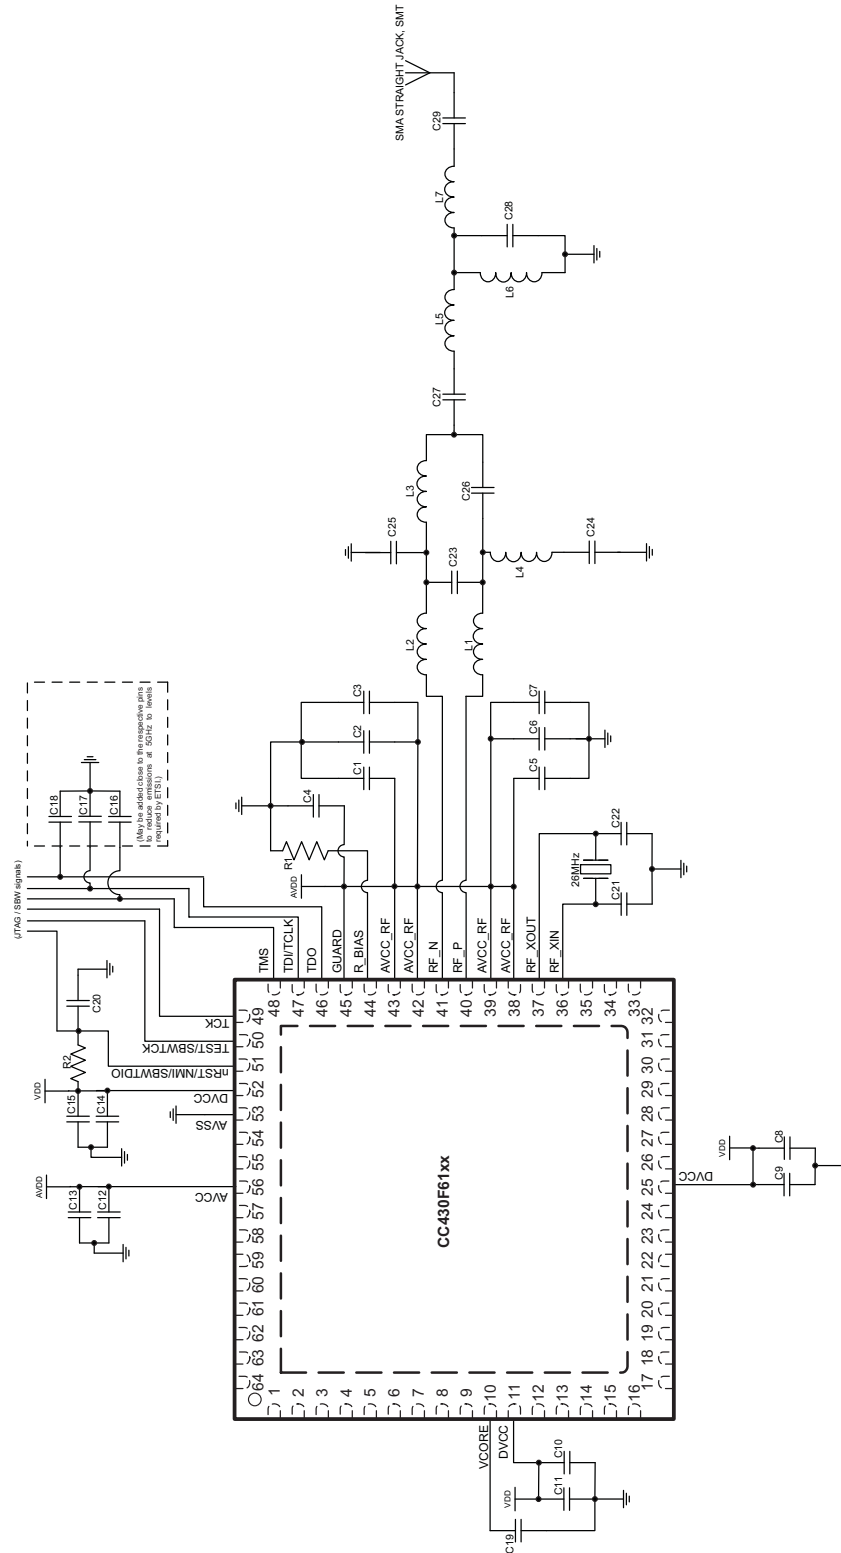 SMA STRAIGHT JACK, SMT
C29
L7
C28
L6
L5
C27
L3
C26
C25
C24
C23
L4
L2
L1
C18
C17
C16
(May be added close to the respective pins
to reduce emissions at 5GHz to levels
required by ETSI.)
C3
C2
C1
C4
R1
AVDD
C7
C6
C5
C22
26MHz
C21
(JTAG / SBW signals)
C20
R2
VDD
C15
C14
AVDD
C13
C12
TMS
TDI/TCLK
TDO
GUARD
R_BIAS
AVCC_RF
AVCC_RF
RF_N
RF_P
AVCC_RF
AVCC_RF
RF_XOUT
RF_XIN
TCK
TEST/SBWTCK
nRST/NMI/SBWTDIO
DVCC
AVSS
AVCC
48
47
46
45
44
43
42
41
40
39
38
37
36
35
34
33
49
50
51
52
53
54
55
56
57
58
59
60
61
62
63
64
CC430F61xx
32
31
30
29
28
27
26
25
24
23
22
21
20
19
18
17
DVCC
VDD
C8
C9
1
2
3
4
5
6
7
8
9
10
11
12
13
14
15
16
VCORE
DVCC
VDD
C10
C11
C19